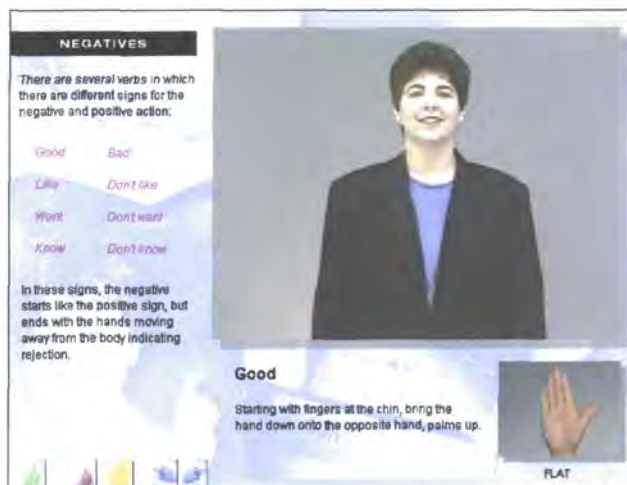 NEGATIVES
There are several verbs in which
there are different signs for the
negative and positive action:
Good Bad
Like Don't like
Want Don't want
Know Don't know
In these signs, the negative
starts like the positive sign, but
ends with the hands moving
away from the body indicating
rejection.
Good
Starting with fingers at the chin, bring the
hand down onto the opposite hand, palms up.
FLAT